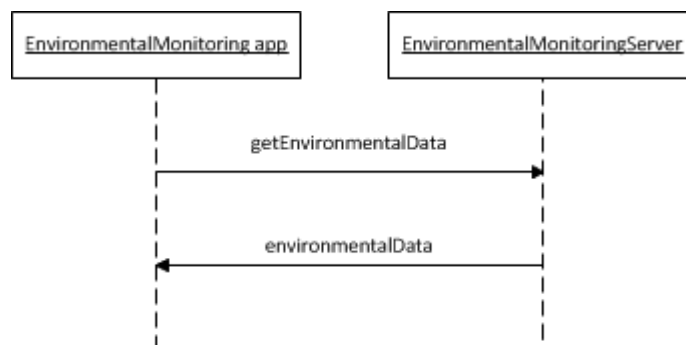 EnvironmentalMonitoring app
EnvironmentalMonitoringServer
getEnvironmentalData
environmentalData